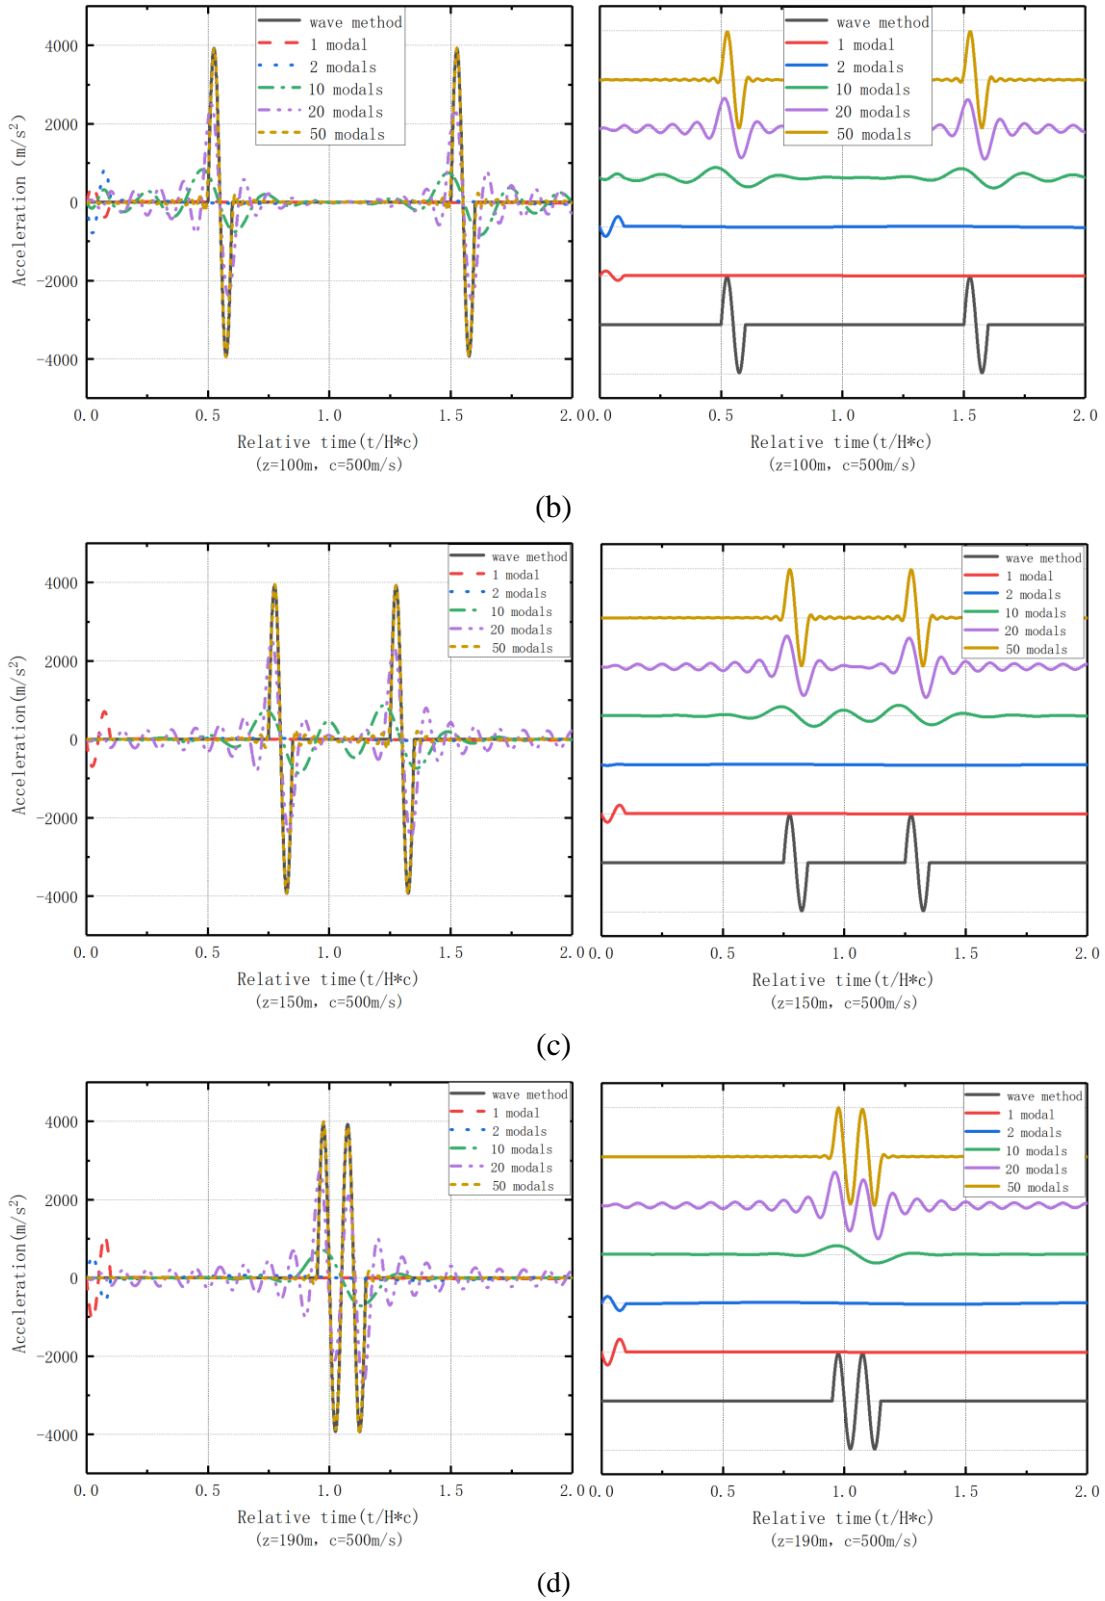 wave method
1 modal
2 modals
10 modals
20 modals
50 modals
4000
2000
0
-2000
-4000
Acceleration (m/s²)
0.0 0.5 1.0 1.5 2.0
Relative time(t/H*c)
(z=100m, c=500m/s)
wave method
1 modal
2 modals
10 modals
20 modals
50 modals
0.0 0.5 1.0 1.5 2.0
Relative time(t/H*c)
(z=100m, c=500m/s)
(b)
wave method
1 modal
2 modals
10 modals
20 modals
50 modals
4000
2000
0
-2000
-4000
Acceleration(m/s²)
0.0 0.5 1.0 1.5 2.0
Relative time(t/H*c)
(z=150m, c=500m/s)
wave method
1 modal
2 modals
10 modals
20 modals
50 modals
0.0 0.5 1.0 1.5 2.0
Relative time(t/H*c)
(z=150m, c=500m/s)
(c)
wave method
1 modal
2 modals
10 modals
20 modals
50 modals
4000
2000
0
-2000
-4000
Acceleration(m/s²)
0.0 0.5 1.0 1.5 2.0
Relative time(t/H*c)
(z=190m, c=500m/s)
wave method
1 modal
2 modals
10 modals
20 modals
50 modals
0.0 0.5 1.0 1.5 2.0
Relative time(t/H*c)
(z=190m, c=500m/s)
(d)